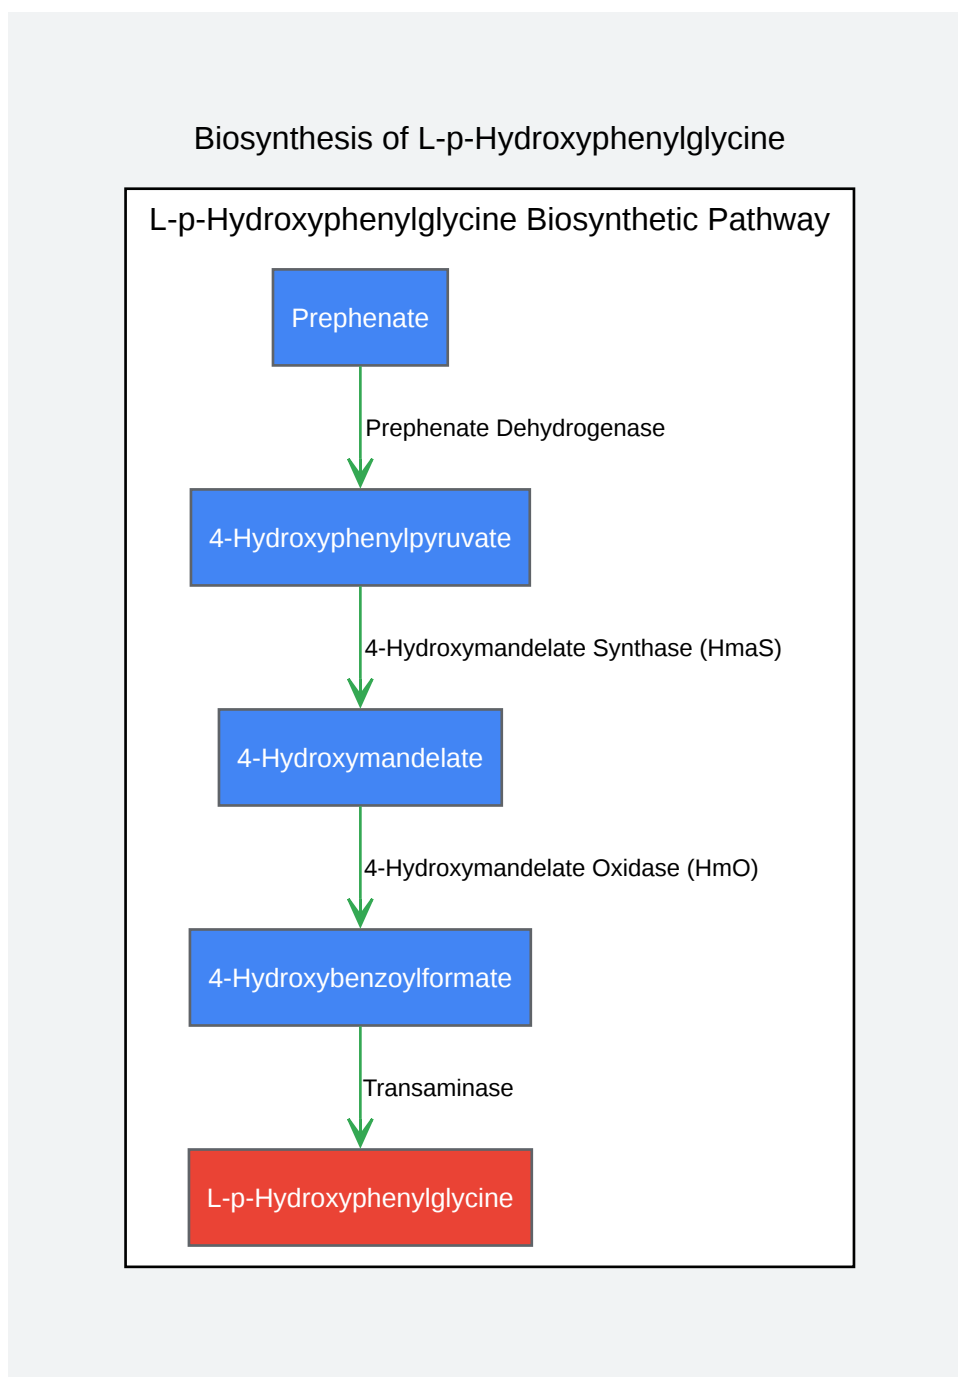 Biosynthesis of L-p-Hydroxyphenylglycine
L-p-Hydroxyphenylglycine Biosynthetic Pathway
Prephenate
Prephenate Dehydrogenase
4-Hydroxyphenylpyruvate
4-Hydroxymandelate Synthase (HmaS)
4-Hydroxymandelate
4-Hydroxymandelate Oxidase (HmO)
4-Hydroxybenzoylformate
Transaminase
L-p-Hydroxyphenylglycine